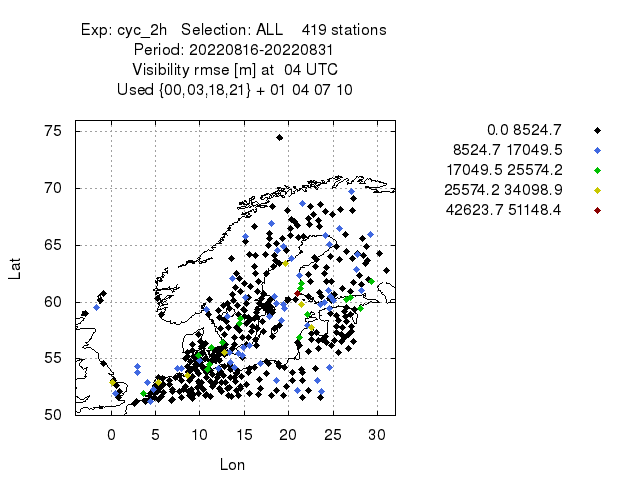 Exp: cyc_2h Selection: ALL 419 stations
Period: 20220816-20220831
Visibility rmse [m] at 04 UTC
Used {00,03,18,21} + 01 04 07 10
0.0 8524.7
8524.7 17049.5
17049.5 25574.2
25574.2 34098.9
42623.7 51148.4
75
70
65
60
55
50
Lat
0 5 10 15 20 25 30
Lon